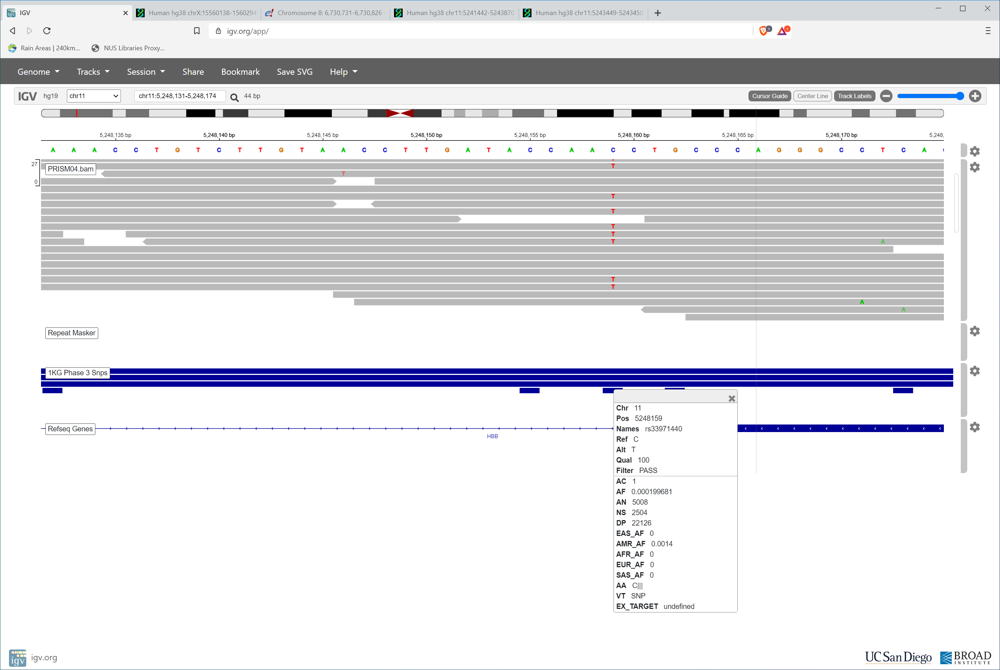 IGV
Human hg38 chrX:15560138-1560294
Chromosome 8: 6,730,731-6,730,826 -
Human hg38 chr11:5241442-5243870
Human hg38 chr11:5243449-5243450
igv.org/app/
1
1
Rain Areas | 240km...
NUS Libraries Proxy...
Genome
Tracks
Session
Share
Bookmark
Save SVG
Help
IGV
hg19
chr11
chr11:5,248,131-5,248,174
44 bp
Cursor Guide
Center Line
Track Labels
5,248,135 bp
5,248,140 bp
5,248,145 bp
5,248,150 bp
5,248,155 bp
5,248,160 bp
5,248,165 bp
5,248,170 bp
5,248,
A A A C C T G T C T T G T A A C C T T G A T A C C A A C C T G C C C A G G G C C T C A
27
PRISM04.bam
T
T
0
T
T
T
T
T A
T
T
A
A
Repeat Masker
1KG Phase 3 Snps
Refseq Genes
HBB
Chr 11
Pos 5248159
Names rs33971440
Ref C
Alt T
Qual 100
Filter PASS
AC 1
AF 0.000199681
AN 5008
NS 2504
DP 22126
EAS_AF 0
AMR_AF 0.0014
AFR_AF 0
EUR_AF 0
SAS_AF 0
AA C|||
VT SNP
EX_TARGET undefined
igv
igv.org
UC San Diego
BROAD
INSTITUTE